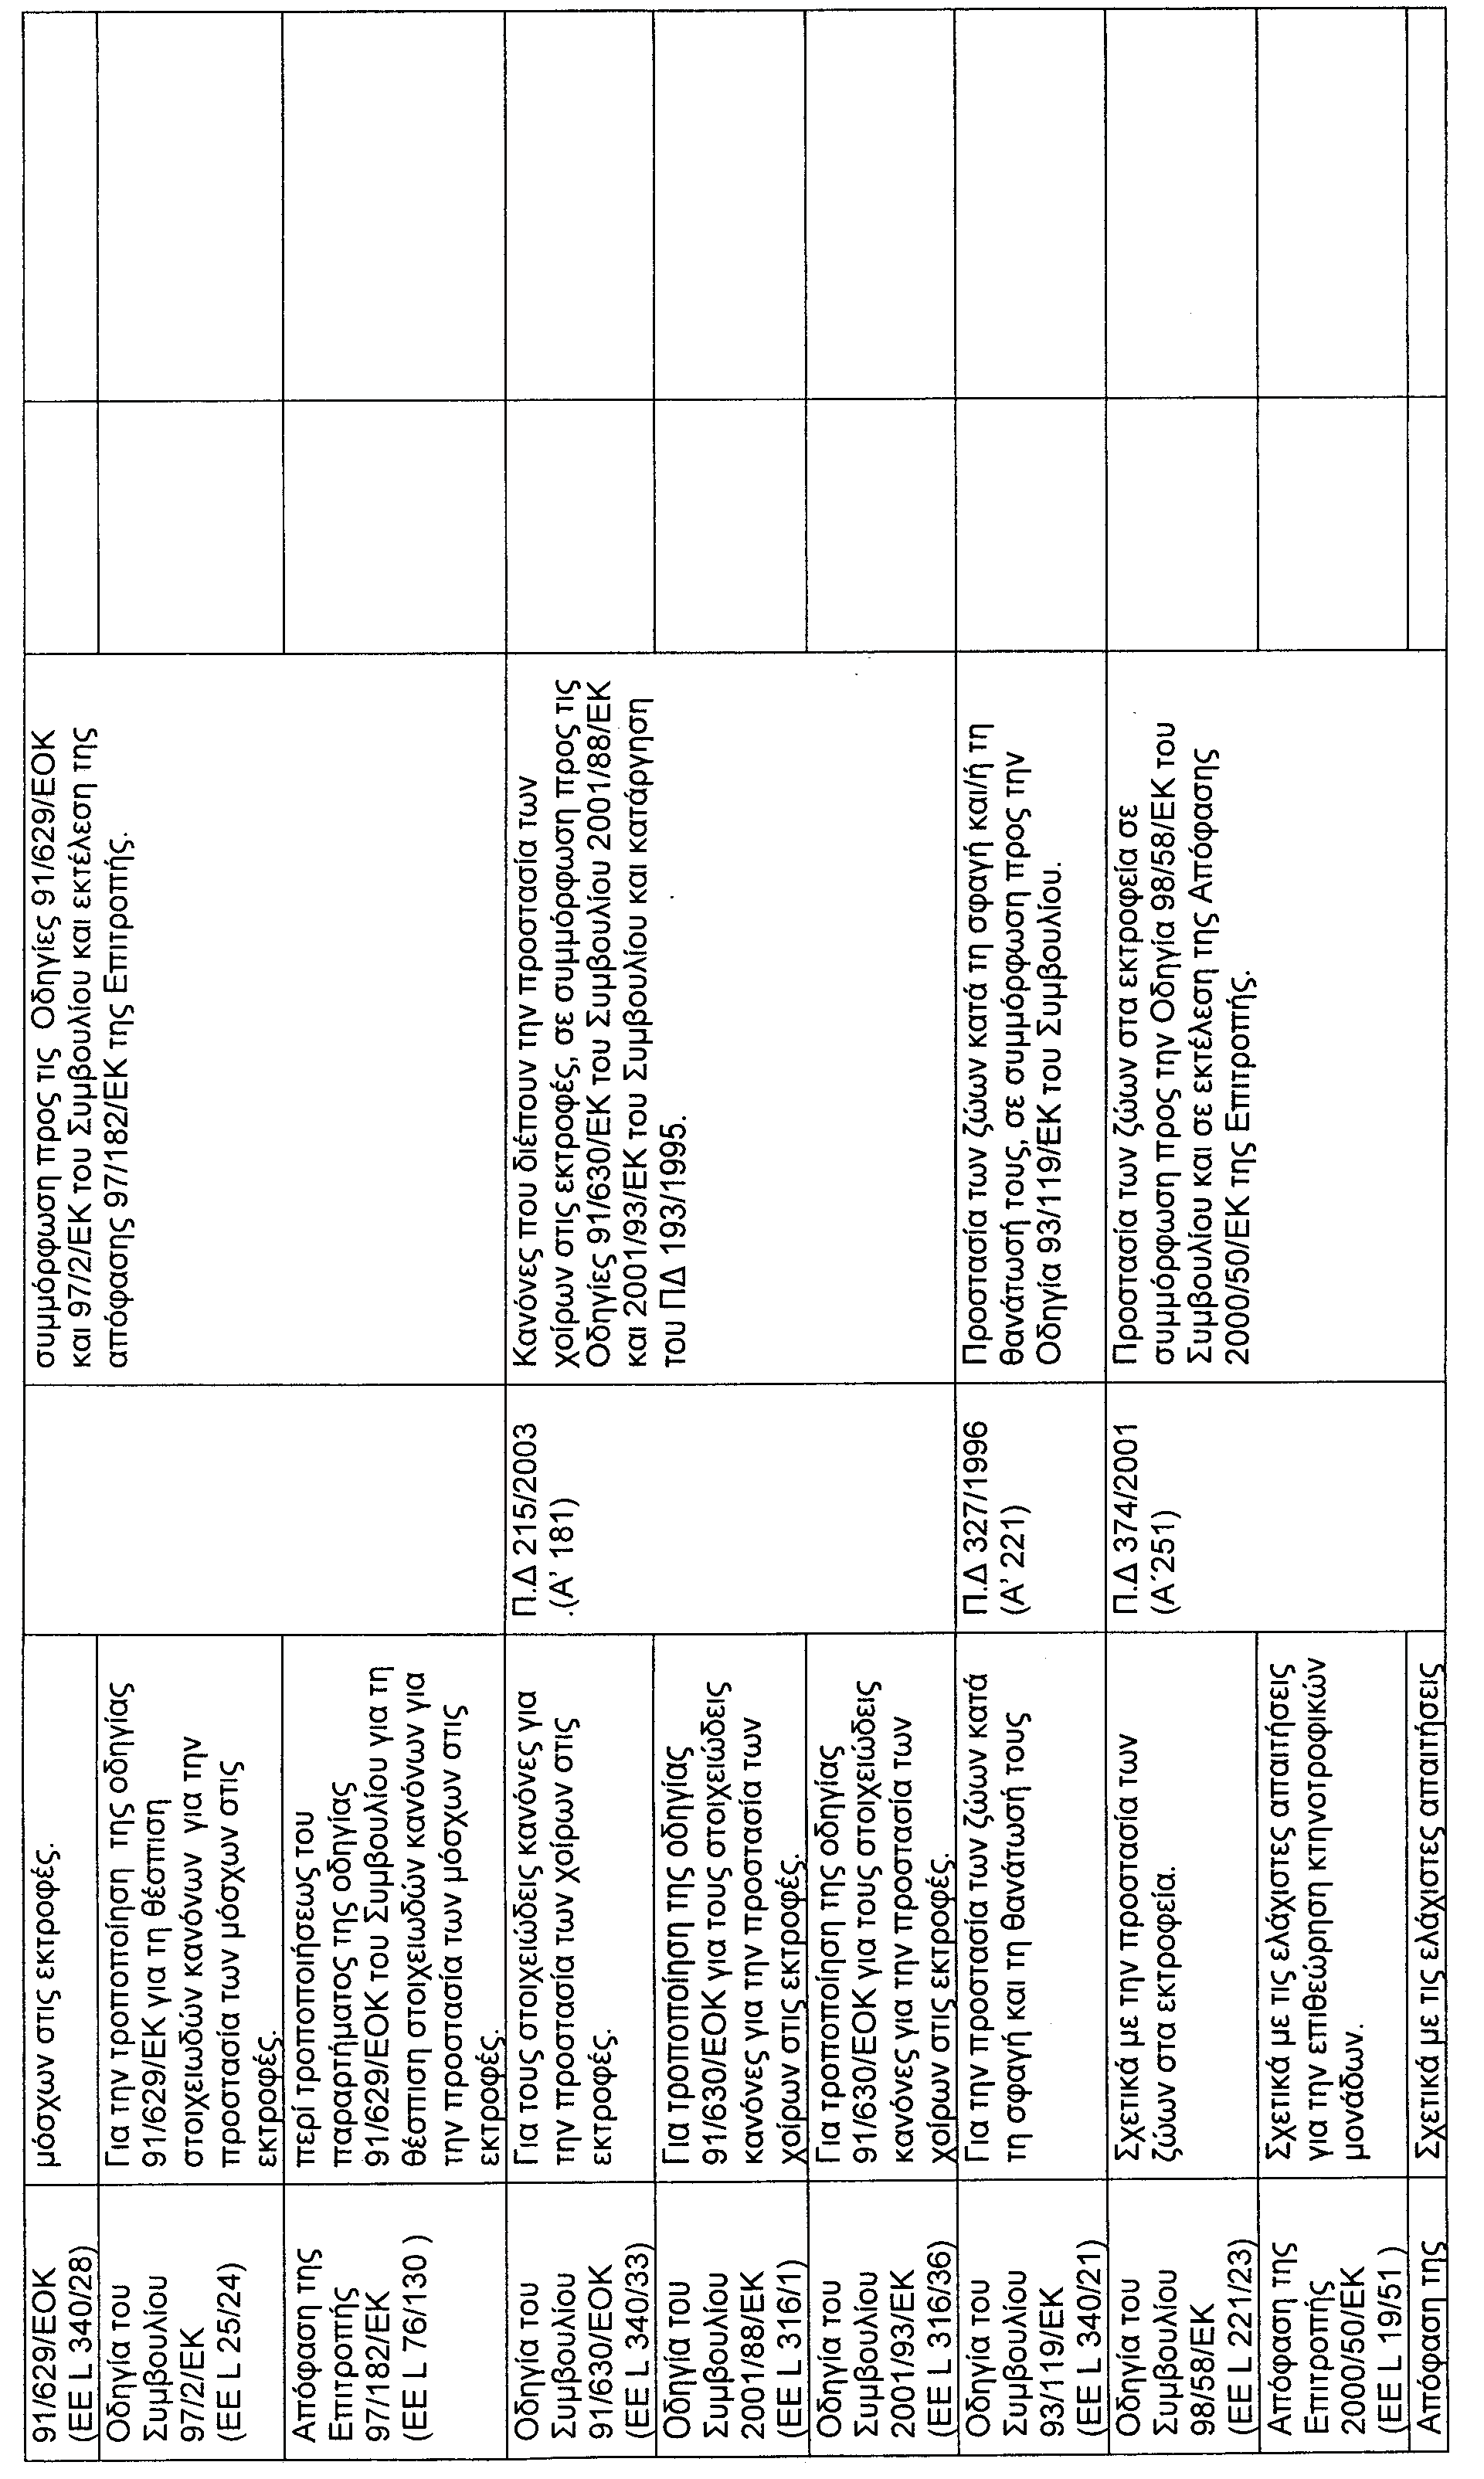 91/629/ΕΟΚ
(ΕΕ L 340/28)
μόσχων στις εκτροφές.
συμμόρφωση προς τις Οδηγίες 91/629/ΕΟΚ
και 97/2/ΕΚ του Συμβουλίου και εκτέλεση της
απόφασης 97/182/ΕΚ της Επιτροπής.
Οδηγία του
Συμβουλίου
97/2/ΕΚ
(ΕΕ L 25/24)
Για την τροποποίηση της οδηγίας
91/629/ΕΚ για τη θέσπιση
στοιχειωδών κανόνων για την
προστασία των μόσχων στις
εκτροφές.
Απόφαση της
Επιτροπής
97/182/ΕΚ
(ΕΕ L 76/130 )
περί τροποποιήσεως του
παραρτήματος της οδηγίας
91/629/ΕΟΚ του Συμβουλίου για τη
θέσπιση στοιχειωδών κανόνων για
την προστασία των μόσχων στις
εκτροφές.
Οδηγία του
Συμβουλίου
91/630/ΕΟΚ
(ΕΕ L 340/33)
Για τους στοιχειώδεις κανόνες για
την προστασία των χοίρων στις
εκτροφές.
Π.Δ 215/2003
.(Α' 181)
Κανόνες που διέπουν την προστασία των
χοίρων στις εκτροφές, σε συμμόρφωση προς τις
Οδηγίες 91/630/ΕΚ του Συμβουλίου 2001/88/ΕΚ
και 2001/93/ΕΚ του Συμβουλίου και κατάργηση
του ΠΔ 193/1995.
Οδηγία του
Συμβουλίου
2001/88/ΕΚ
(ΕΕ L 316/1)
Για τροποποίηση της οδηγίας
91/630/ΕΟΚ για τους στοιχειώδεις
κανόνες για την προστασία των
χοίρων στις εκτροφές.
Οδηγία του
Συμβουλίου
2001/93/ΕΚ
(ΕΕ L 316/36)
Για τροποποίηση της οδηγίας
91/630/ΕΟΚ για τους στοιχειώδεις
κανόνες για την προστασία των
χοίρων στις εκτροφές.
Οδηγία του
Συμβουλίου
93/119/ΕΚ
(ΕΕ L 340/21)
Για την προστασία των ζώων κατά
τη σφαγή και τη θανάτωσή τους
Π.Δ 327/1996
(Α' 221)
Προστασία των ζώων κατά τη σφαγή και/ή τη
θανάτωσή τους, σε συμμόρφωση προς την
Οδηγία 93/119/ΕΚ του Συμβουλίου.
Οδηγία του
Συμβουλίου
98/58/ΕΚ
(ΕΕ L 221/23)
Σχετικά με την προστασία των
ζώων στα εκτροφεία.
Π.Δ 374/2001
(Α΄251)
Προστασία των ζώων στα εκτροφεία σε
συμμόρφωση προς την Οδηγία 98/58/ΕΚ του
Συμβουλίου και σε εκτέλεση της Απόφασης
2000/50/ΕΚ της Επιτροπής.
Απόφαση της
Επιτροπής
2000/50/ΕΚ
(ΕΕ L 19/51 )
Σχετικά με τις ελάχιστες απαιτήσεις
για την επιθεώρηση κτηνοτροφικών
μονάδων.
Απόφαση της
Σχετικά με τις ελάχιστες απαιτήσεις